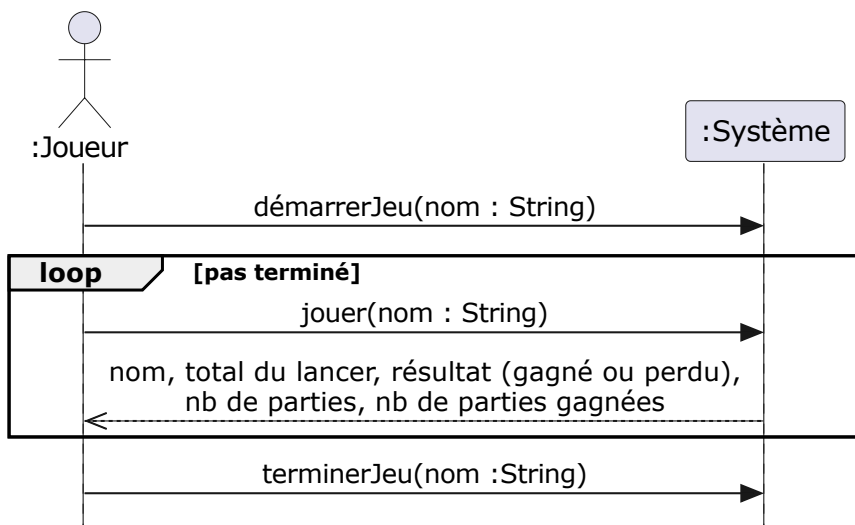 :Joueur
:Système
démarrerJeu(nom : String)
loop [pas terminé]
jouer(nom : String)
nom, total du lancer, résultat (gagné ou perdu),
nb de parties, nb de parties gagnées
terminerJeu(nom :String)